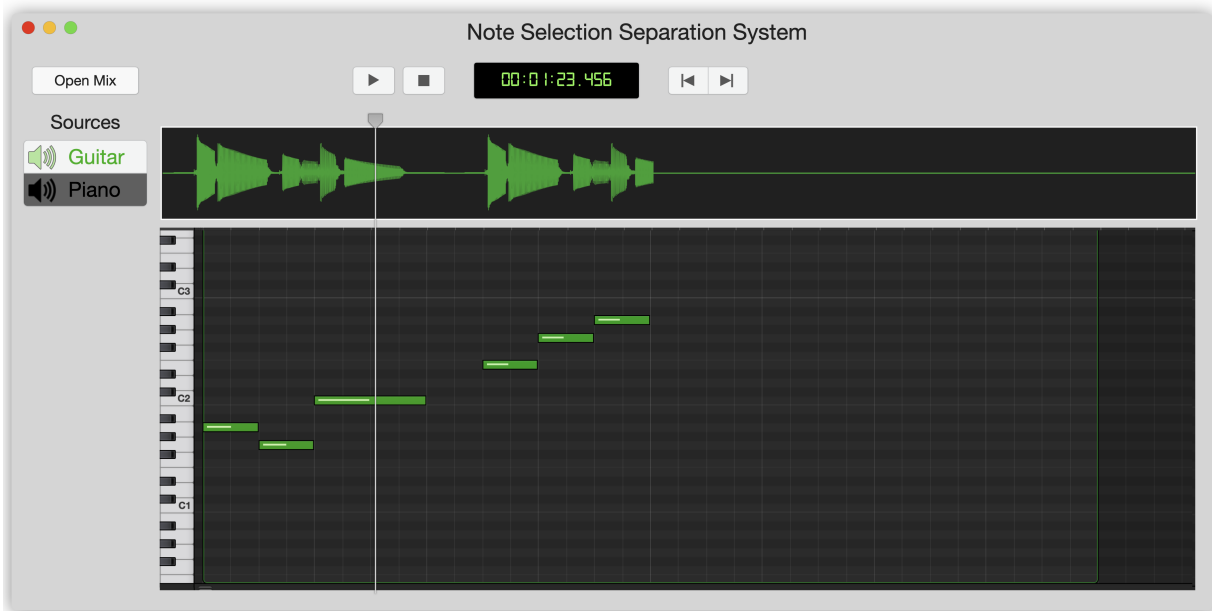 Note Selection Separation System
Open Mix
00:01:23.456
Sources
Guitar
Piano
C3
C2
C1